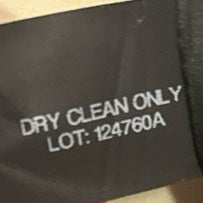 DRY CLEAN ONLY
LOT: 124760A